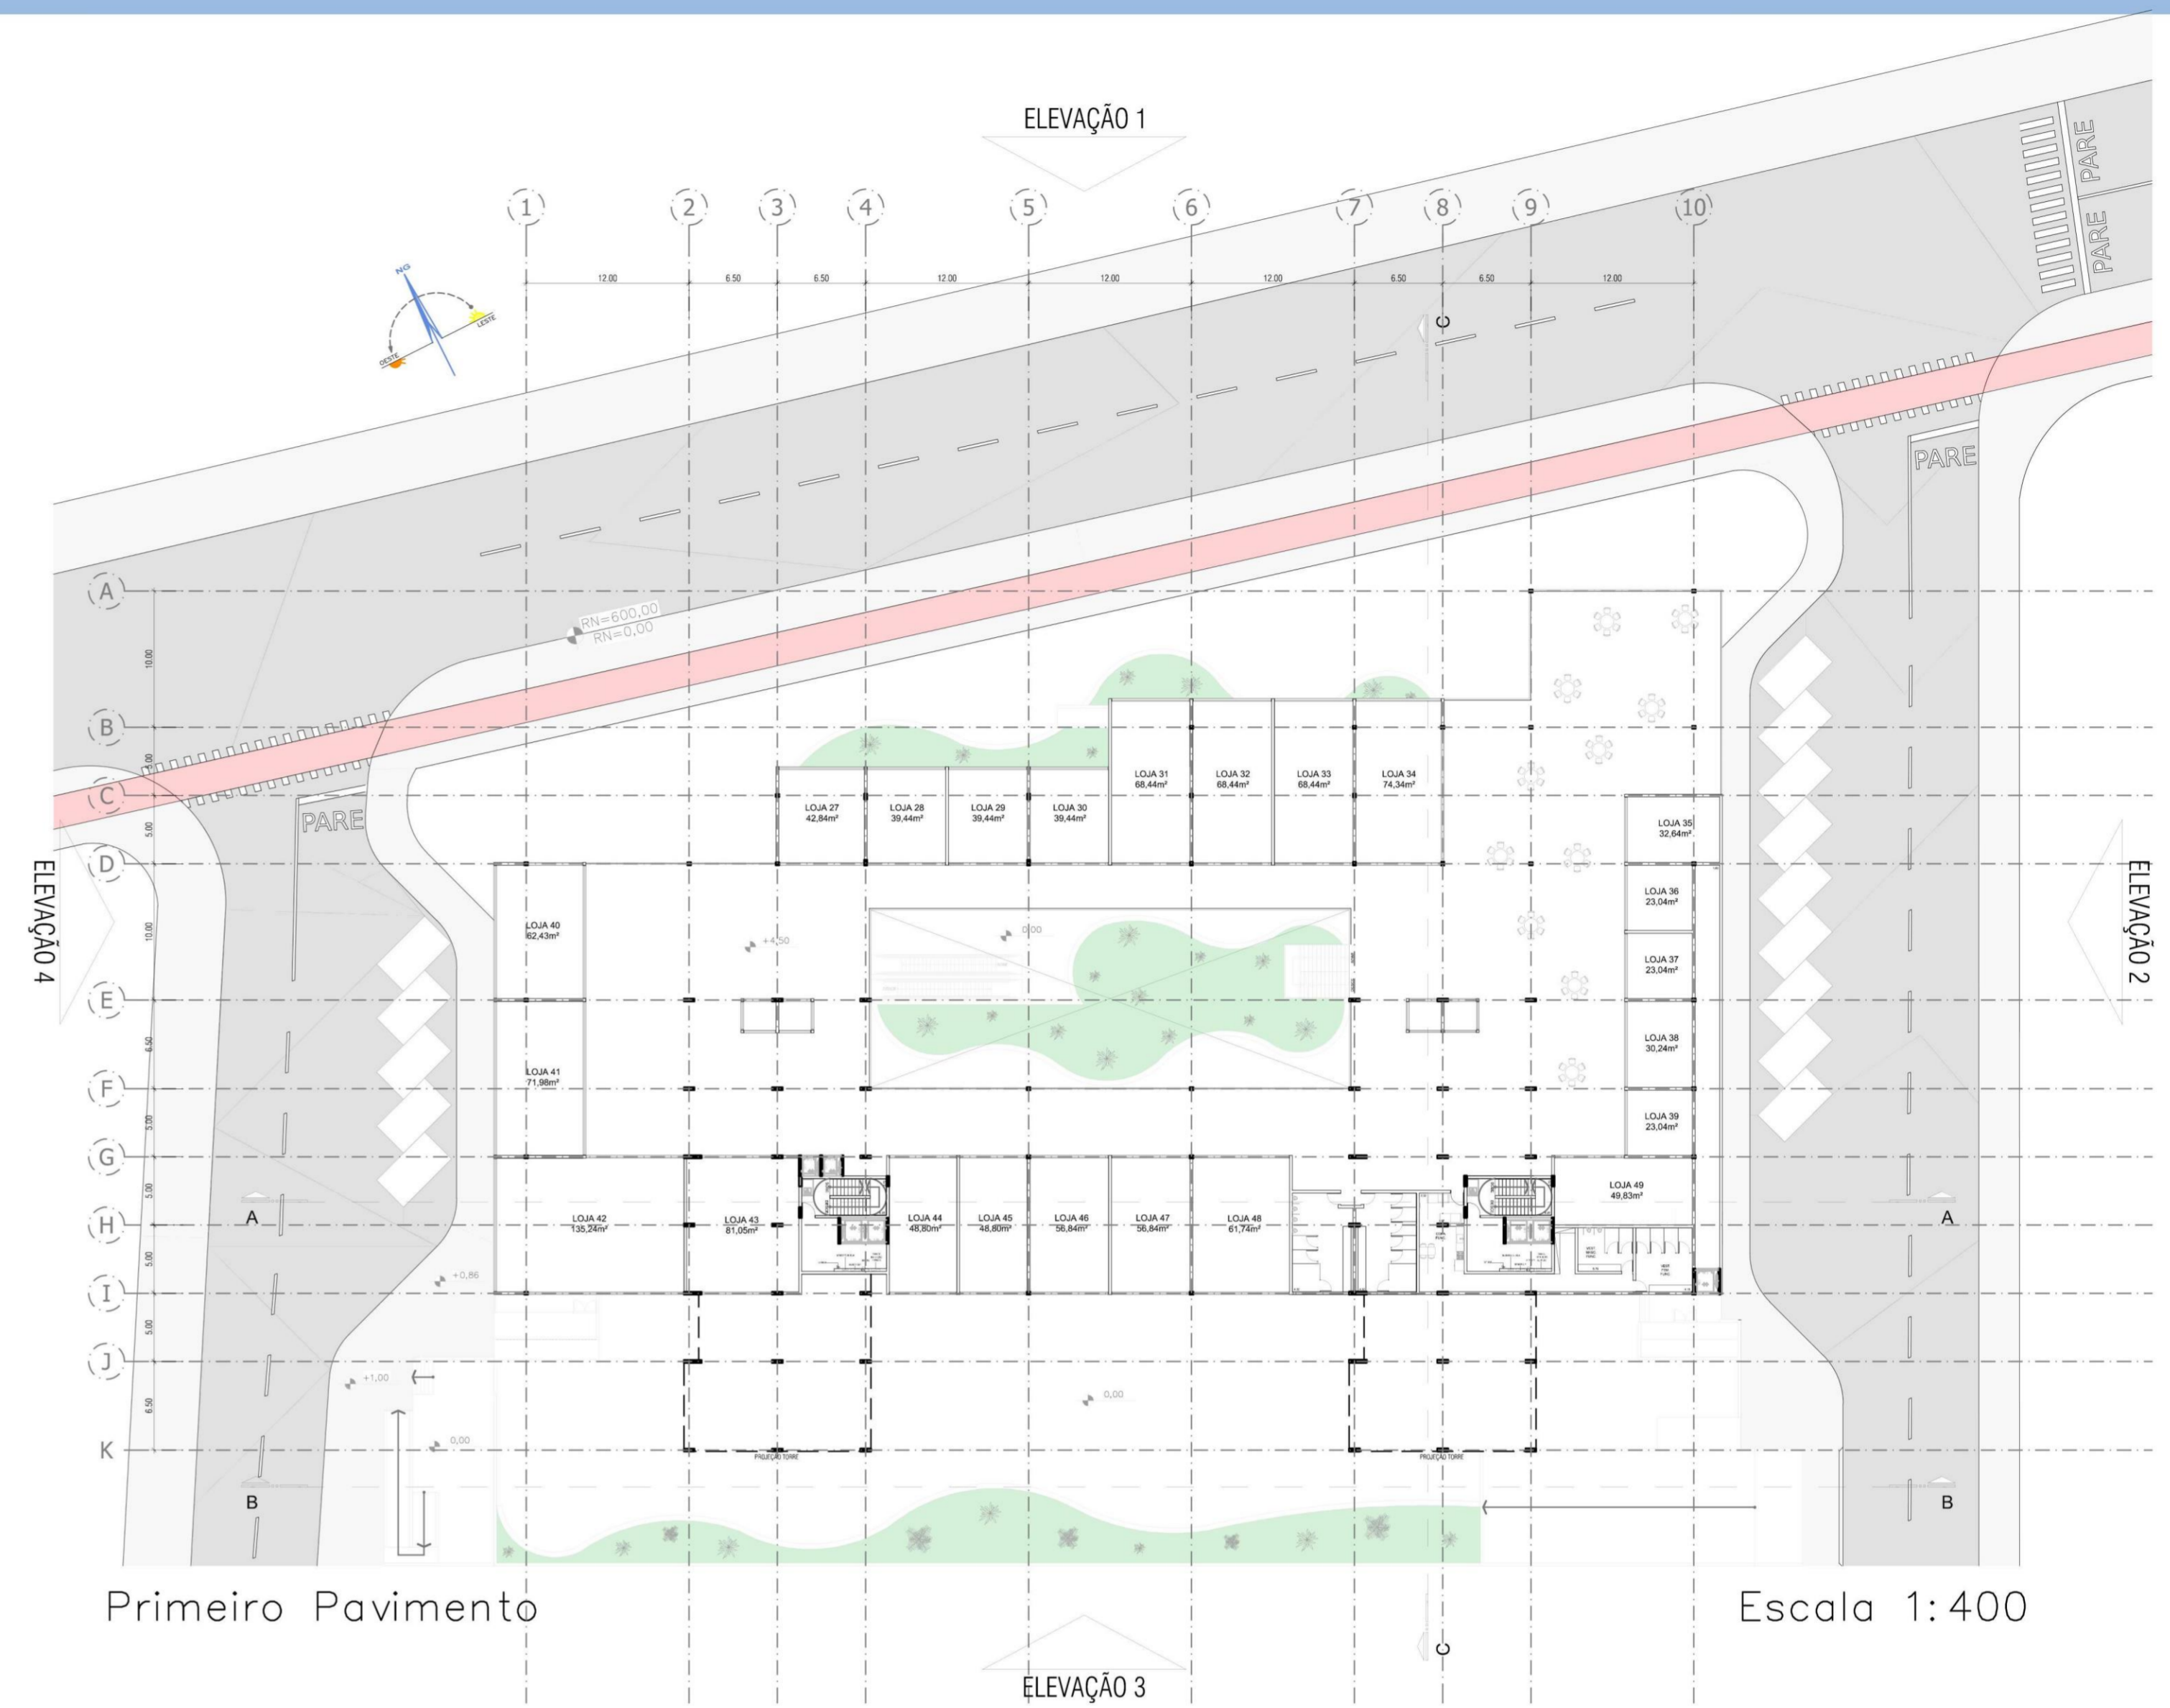 ELEVAÇÃO 1
1 2 3 4 5 6 7 8 9 10
NG
LESTE
OESTE
12.00 6.50 6.50 12.00 12.00 12.00 6.50 6.50 12.00
PARE
PARE
C
PARE
A
RN=600,00
RN=0,00
10.00
B
5.00
C
PARE
5.00
D
10.00
E
6.50
F
5.00
G
5.00
H
5.00
I
5.00
J
6.50
K
LOJA 31
68,44m²
LOJA 32
68,44m²
LOJA 33
68,44m²
LOJA 34
74,34m²
LOJA 27
42,84m²
LOJA 28
39,44m²
LOJA 29
39,44m²
LOJA 30
39,44m²
LOJA 35
32,64m²
LOJA 36
23,04m²
LOJA 37
23,04m²
LOJA 38
30,24m²
LOJA 39
23,04m²
LOJA 40
62,43m²
+4,50
0,00
LOJA 41
71,98m²
ELEVAÇÃO 4
ELEVAÇÃO 2
LOJA 42
135,24m²
LOJA 43
81,05m²
LOJA 44
48,80m²
LOJA 45
48,80m²
LOJA 46
56,84m²
LOJA 47
56,84m²
LOJA 48
61,74m²
LOJA 49
49,83m²
A
A
+0,86
+1,00
0,00
0,00
PROJEÇÃO TORRE
PROJEÇÃO TORRE
B
B
Primeiro Pavimento
Escala 1:400
C
ELEVAÇÃO 3